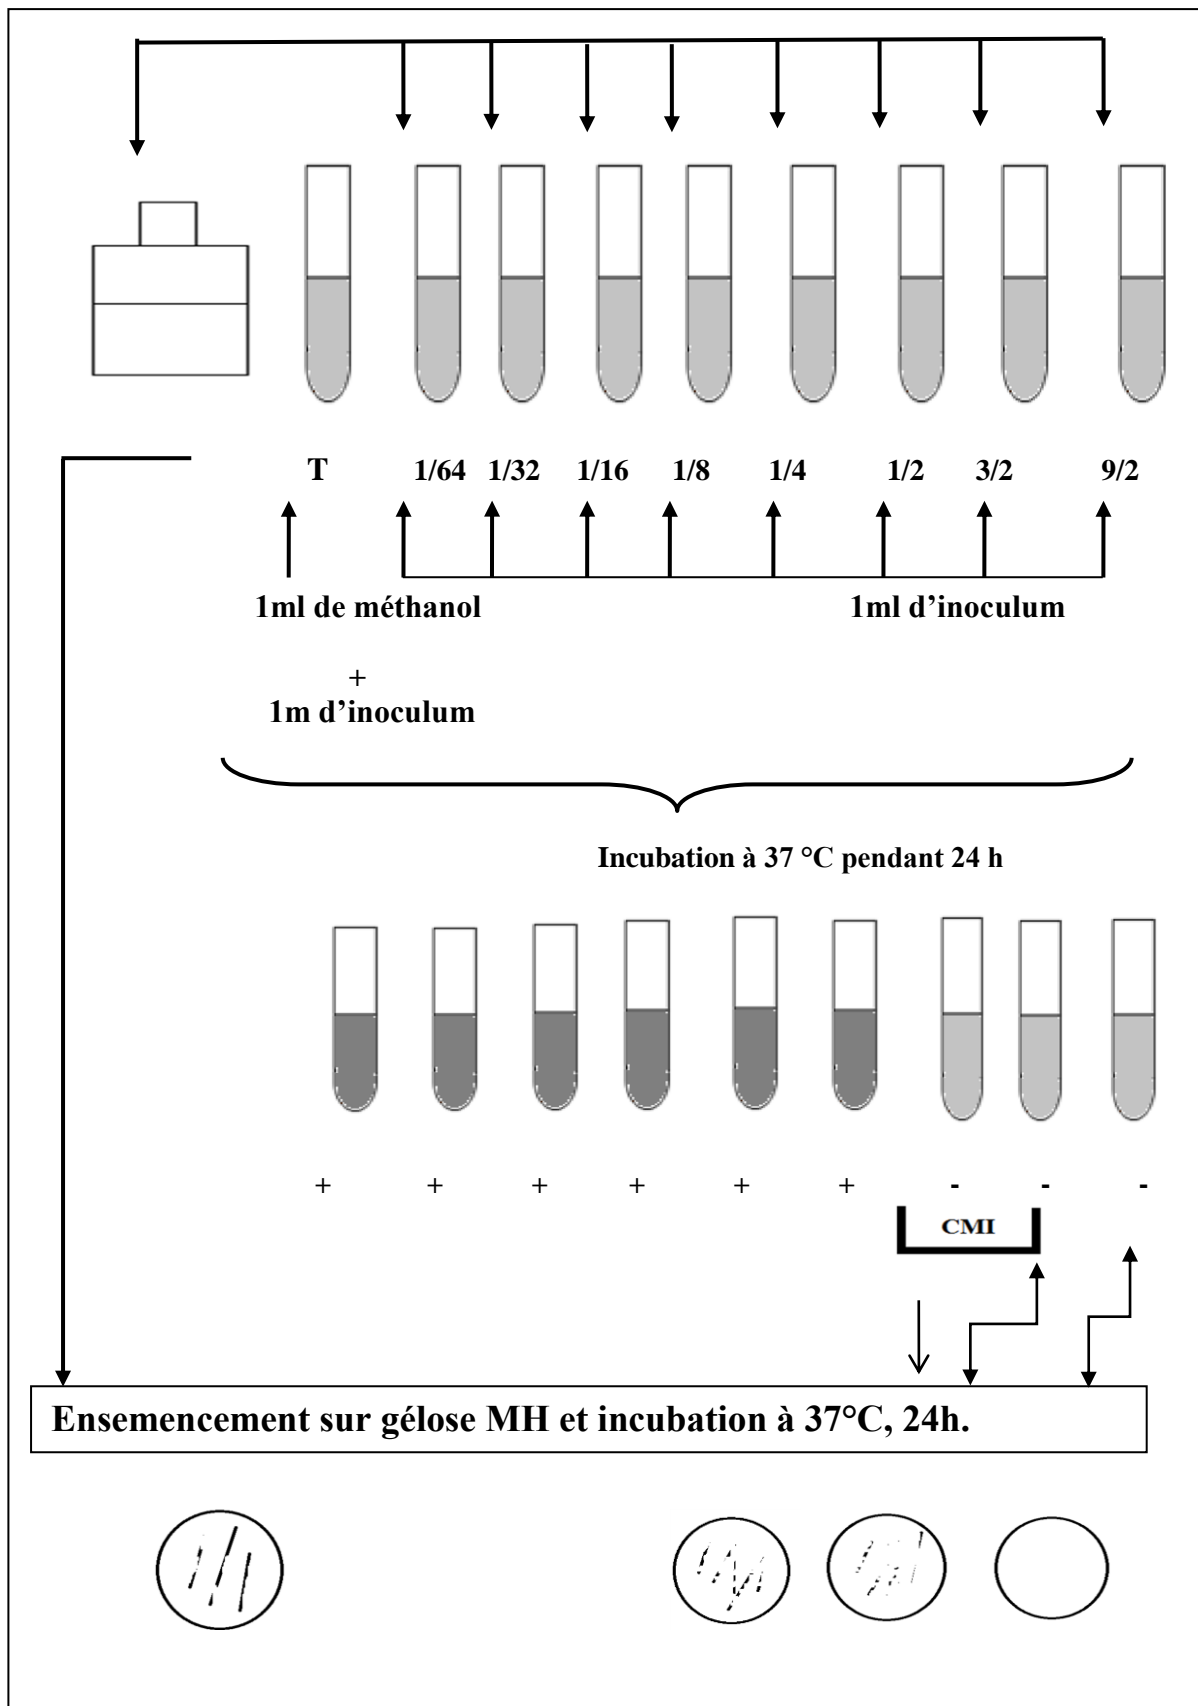 T 1/64 1/32 1/16 1/8 1/4 1/2 3/2 9/2
1ml de méthanol 1ml d’inoculum
+
1m d’inoculum
Incubation à 37 °C pendant 24 h
+ + + + + + - - -
CMI
Ensemencement sur gélose MH et incubation à 37°C, 24h.